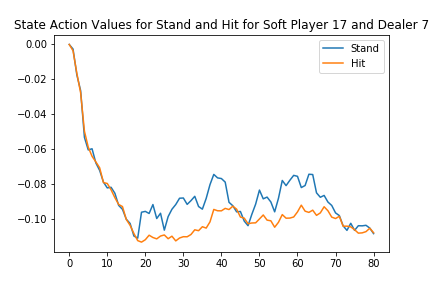 State Action Values for Stand and Hit for Soft Player 17 and Dealer 7
0.00
−0.02
−0.04
−0.06
−0.08
−0.10
0 10 20 30 40 50 60 70 80
Stand
Hit